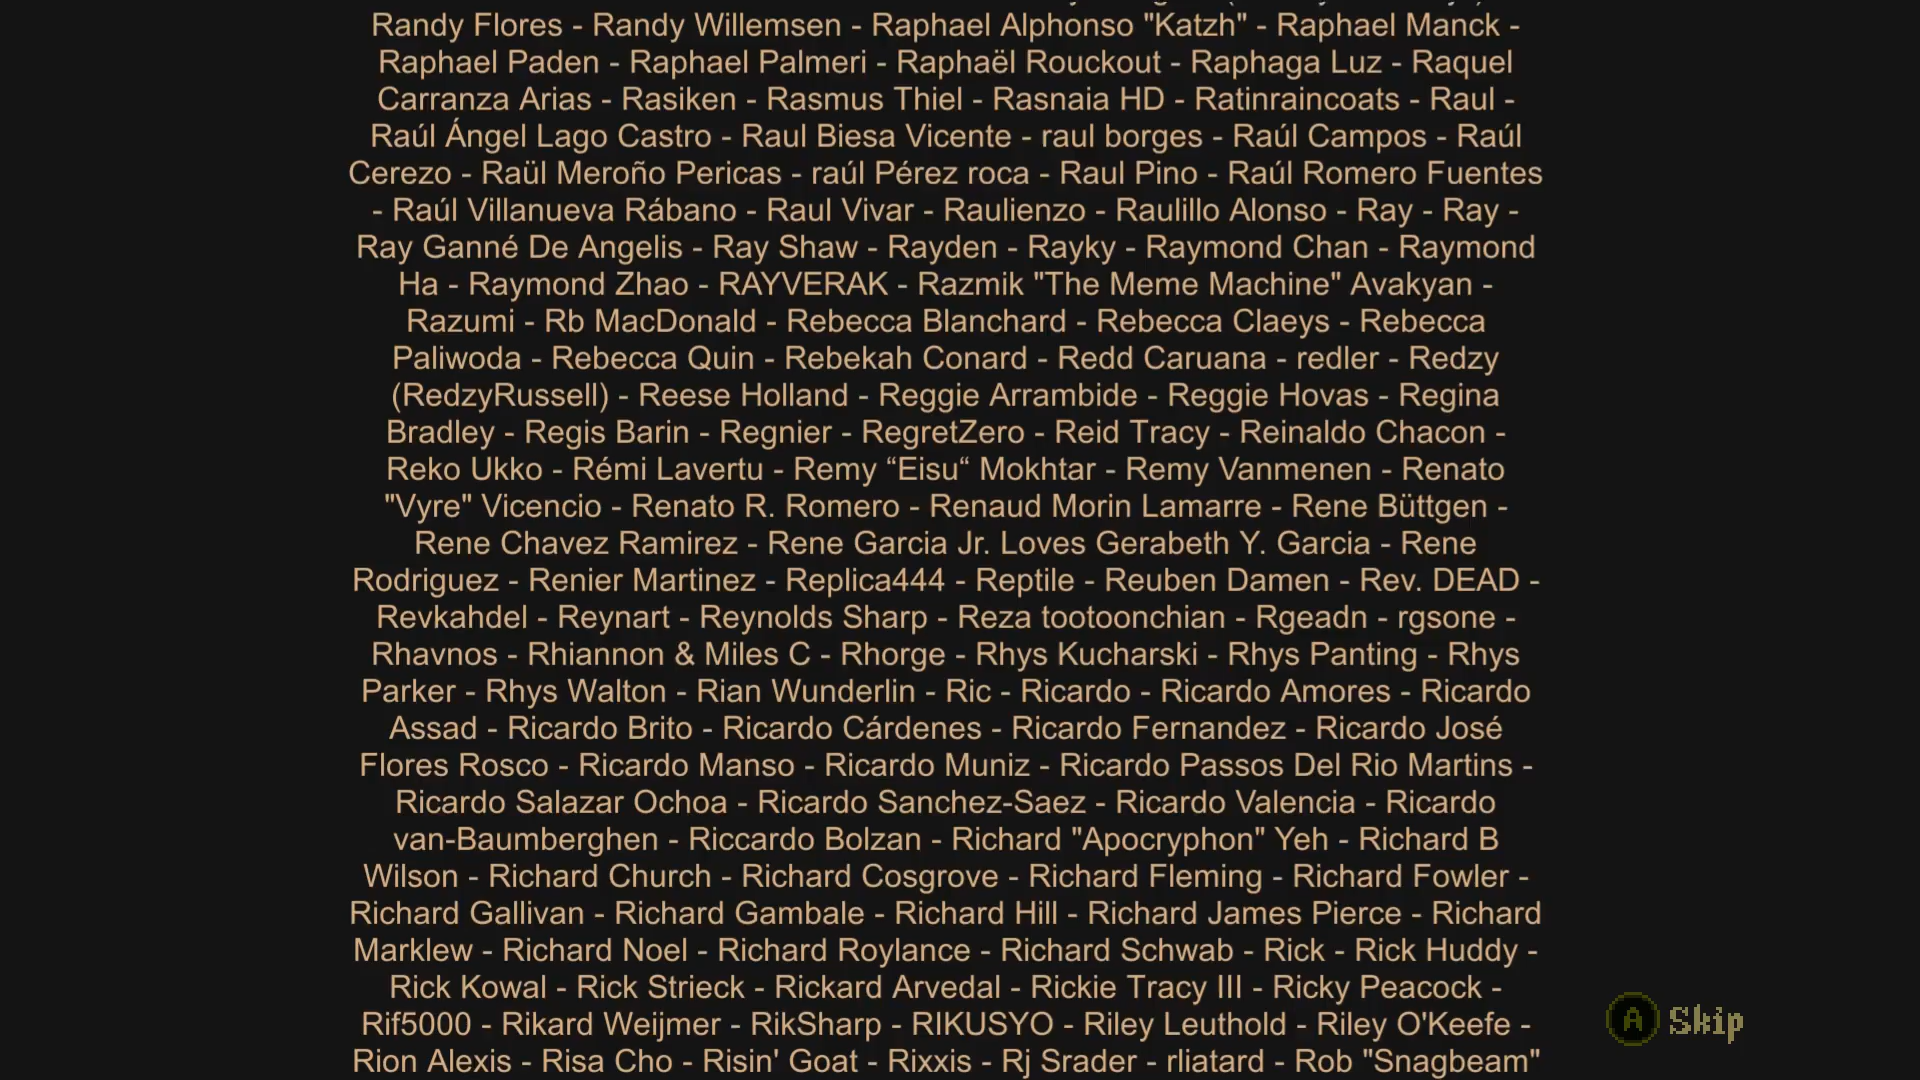 Randy Flores - Randy Willemsen - Raphael Alphonso "Katzh" - Raphael Manck -
Raphael Paden - Raphael Palmeri - Raphaël Rouckout - Raphaga Luz - Raquel
Carranza Arias - Rasiken - Rasmus Thiel - Rasnaia HD - Ratinraincoats - Raul -
Raúl Ángel Lago Castro - Raul Biesa Vicente - raul borges - Raúl Campos - Raúl
Cerezo - Raül Meroño Pericas - raúl Pérez roca - Raul Pino - Raúl Romero Fuentes
- Raúl Villanueva Rábano - Raul Vivar - Raulienzo - Raulillo Alonso - Ray - Ray -
Ray Ganné De Angelis - Ray Shaw - Rayden - Rayky - Raymond Chan - Raymond
Ha - Raymond Zhao - RAYVERAK - Razmik "The Meme Machine" Avakyan -
Razumi - Rb MacDonald - Rebecca Blanchard - Rebecca Claeys - Rebecca
Paliwoda - Rebecca Quin - Rebekah Conard - Redd Caruana - redler - Redzy
(RedzyRussell) - Reese Holland - Reggie Arrambide - Reggie Hovas - Regina
Bradley - Regis Barin - Regnier - RegretZero - Reid Tracy - Reinaldo Chacon -
Reko Ukko - Rémi Lavertu - Remy “Eisu“ Mokhtar - Remy Vanmenen - Renato
"Vyre" Vicencio - Renato R. Romero - Renaud Morin Lamarre - Rene Büttgen -
Rene Chavez Ramirez - Rene Garcia Jr. Loves Gerabeth Y. Garcia - Rene
Rodriguez - Renier Martinez - Replica444 - Reptile - Reuben Damen - Rev. DEAD -
Revkahdel - Reynart - Reynolds Sharp - Reza tootoonchian - Rgeadn - rgsone -
Rhavnos - Rhiannon & Miles C - Rhorge - Rhys Kucharski - Rhys Panting - Rhys
Parker - Rhys Walton - Rian Wunderlin - Ric - Ricardo - Ricardo Amores - Ricardo
Assad - Ricardo Brito - Ricardo Cárdenes - Ricardo Fernandez - Ricardo José
Flores Rosco - Ricardo Manso - Ricardo Muniz - Ricardo Passos Del Rio Martins -
Ricardo Salazar Ochoa - Ricardo Sanchez-Saez - Ricardo Valencia - Ricardo
van-Baumberghen - Riccardo Bolzan - Richard "Apocryphon" Yeh - Richard B
Wilson - Richard Church - Richard Cosgrove - Richard Fleming - Richard Fowler -
Richard Gallivan - Richard Gambale - Richard Hill - Richard James Pierce - Richard
Marklew - Richard Noel - Richard Roylance - Richard Schwab - Rick - Rick Huddy -
Rick Kowal - Rick Strieck - Rickard Arvedal - Rickie Tracy III - Ricky Peacock -
Rif5000 - Rikard Weijmer - RikSharp - RIKUSYO - Riley Leuthold - Riley O'Keefe -
Rion Alexis - Risa Cho - Risin' Goat - Rixxis - Rj Srader - rliatard - Rob "Snagbeam"
A Skip